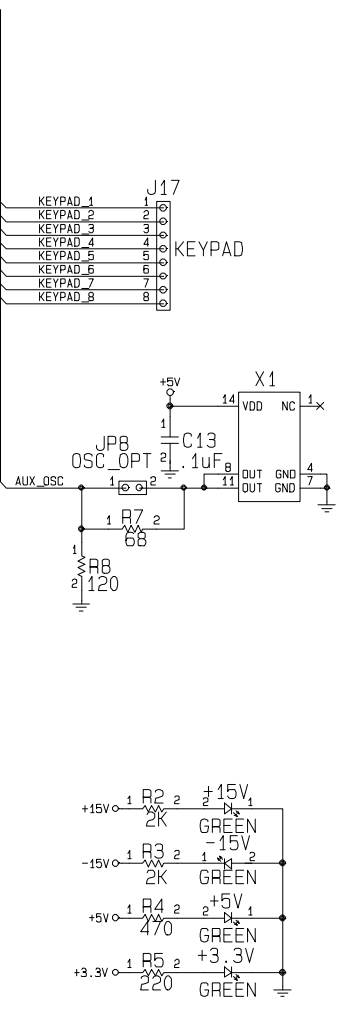 J17
KEYPAD_1 1
KEYPAD_2 2
KEYPAD_3 3
KEYPAD_4 4
KEYPAD_5 5
KEYPAD_6 6
KEYPAD_7 7
KEYPAD_8 8
KEYPAD
+5V
X1
14 VDD NC 1
1
C13
.1uF
2
JP8
OSC_OPT
8 OUT GND 4
11 OUT GND 7
AUX_OSC 1 2
1 R7 2
68
1
R8
120
2
+15V 1 R2 2 2 +15V 1
2K GREEN
-15V 1 R3 2 1 -15V 2
2K GREEN
+5V 1 R4 2 2 +5V 1
470 GREEN
+3.3V 1 R5 2 +3.3V
220 GREEN